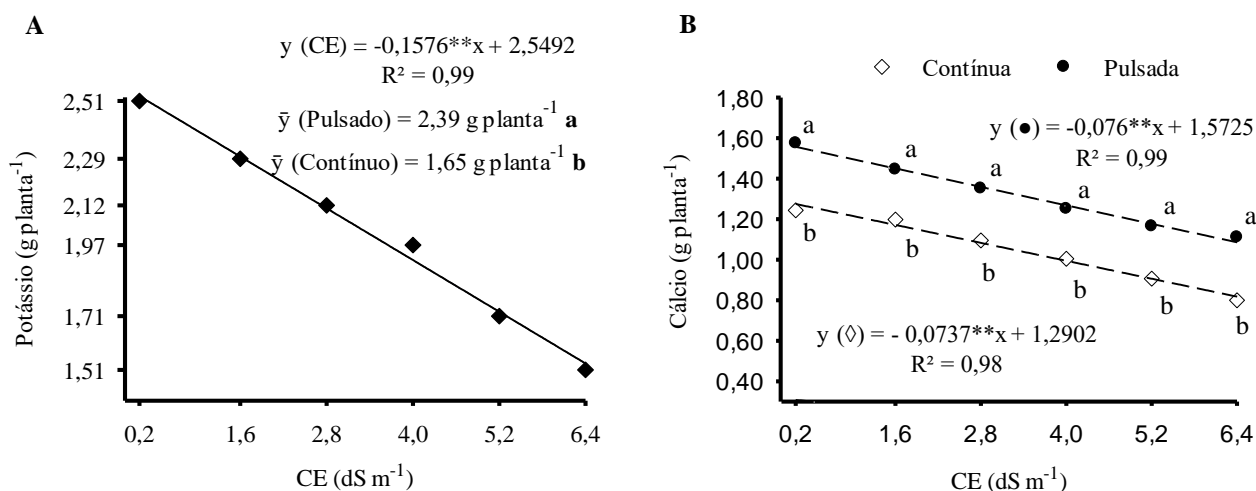 A
y (CE) = -0,1576**x + 2,5492
R² = 0,99
ȳ (Pulsado) = 2,39 g planta⁻¹ a
ȳ (Contínuo) = 1,65 g planta⁻¹ b
Potássio (g planta⁻¹)
2,51
2,29
2,12
1,97
1,71
1,51
0,2 1,6 2,8 4,0 5,2 6,4
CE (dS m⁻¹)
B
◇ Contínua ● Pulsada
y (●) = -0,076**x + 1,5725
R² = 0,99
a a a a a a
b b b b b b
y (◊) = - 0,0737**x + 1,2902
R² = 0,98
Cálcio (g planta⁻¹)
1,80
1,60
1,40
1,20
1,00
0,80
0,60
0,40
0,2 1,6 2,8 4,0 5,2 6,4
CE (dS m⁻¹)